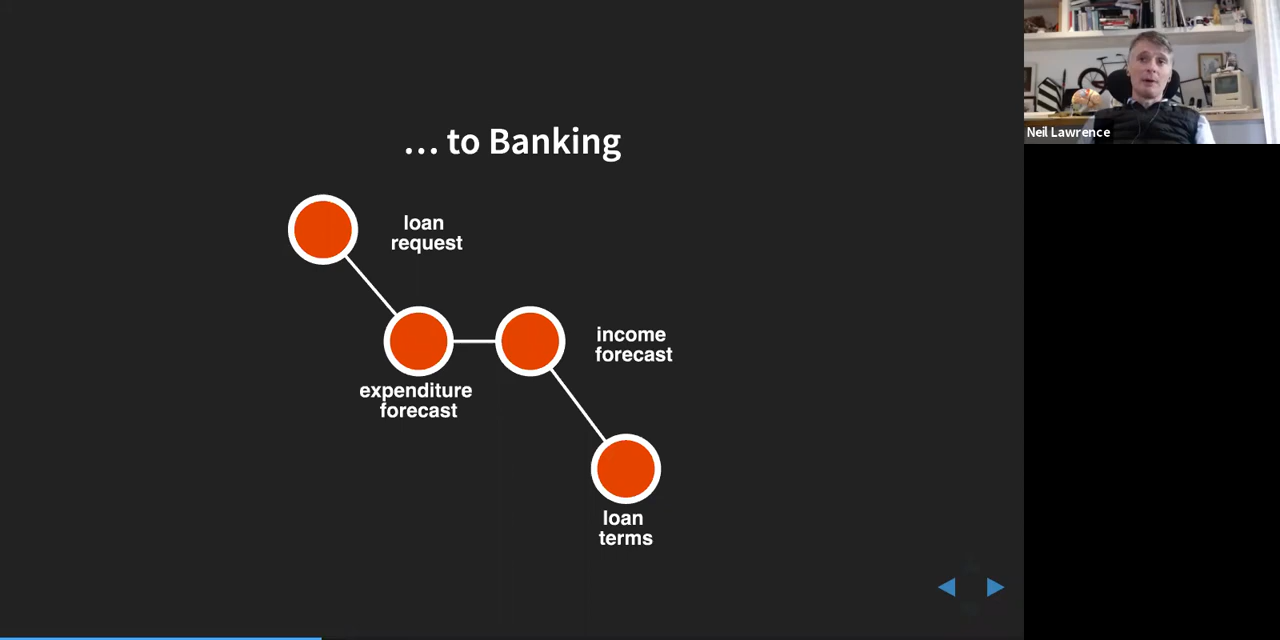 … to Banking
loan
request
income
forecast
expenditure
forecast
loan
terms
Neil Lawrence